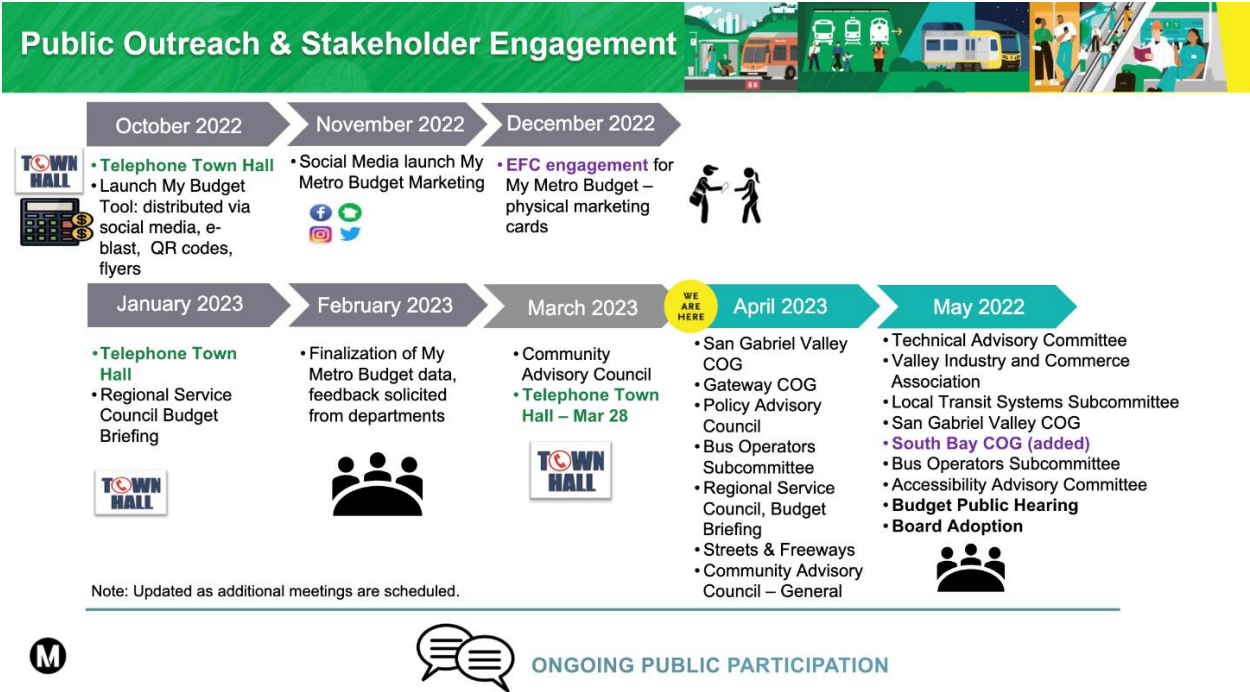 Public Outreach & Stakeholder Engagement
October 2022
November 2022
December 2022
TOWN
HALL
• Telephone Town Hall
• Launch My Budget
Tool: distributed via
social media, e-
blast, QR codes,
flyers
• Social Media launch My
Metro Budget Marketing
• EFC engagement for
My Metro Budget –
physical marketing
cards
January 2023
February 2023
March 2023
WE
ARE
HERE
April 2023
May 2022
• Telephone Town
Hall
• Regional Service
Council Budget
Briefing
TOWN
HALL
• Finalization of My
Metro Budget data,
feedback solicited
from departments
• Community
Advisory Council
• Telephone Town
Hall – Mar 28
TOWN
HALL
• San Gabriel Valley
COG
• Gateway COG
• Policy Advisory
Council
• Bus Operators
Subcommittee
• Regional Service
Council, Budget
Briefing
• Streets & Freeways
• Community Advisory
Council – General
• Technical Advisory Committee
• Valley Industry and Commerce
Association
• Local Transit Systems Subcommittee
• San Gabriel Valley COG
• South Bay COG (added)
• Bus Operators Subcommittee
• Accessibility Advisory Committee
• Budget Public Hearing
• Board Adoption
Note: Updated as additional meetings are scheduled.
M
ONGOING PUBLIC PARTICIPATION